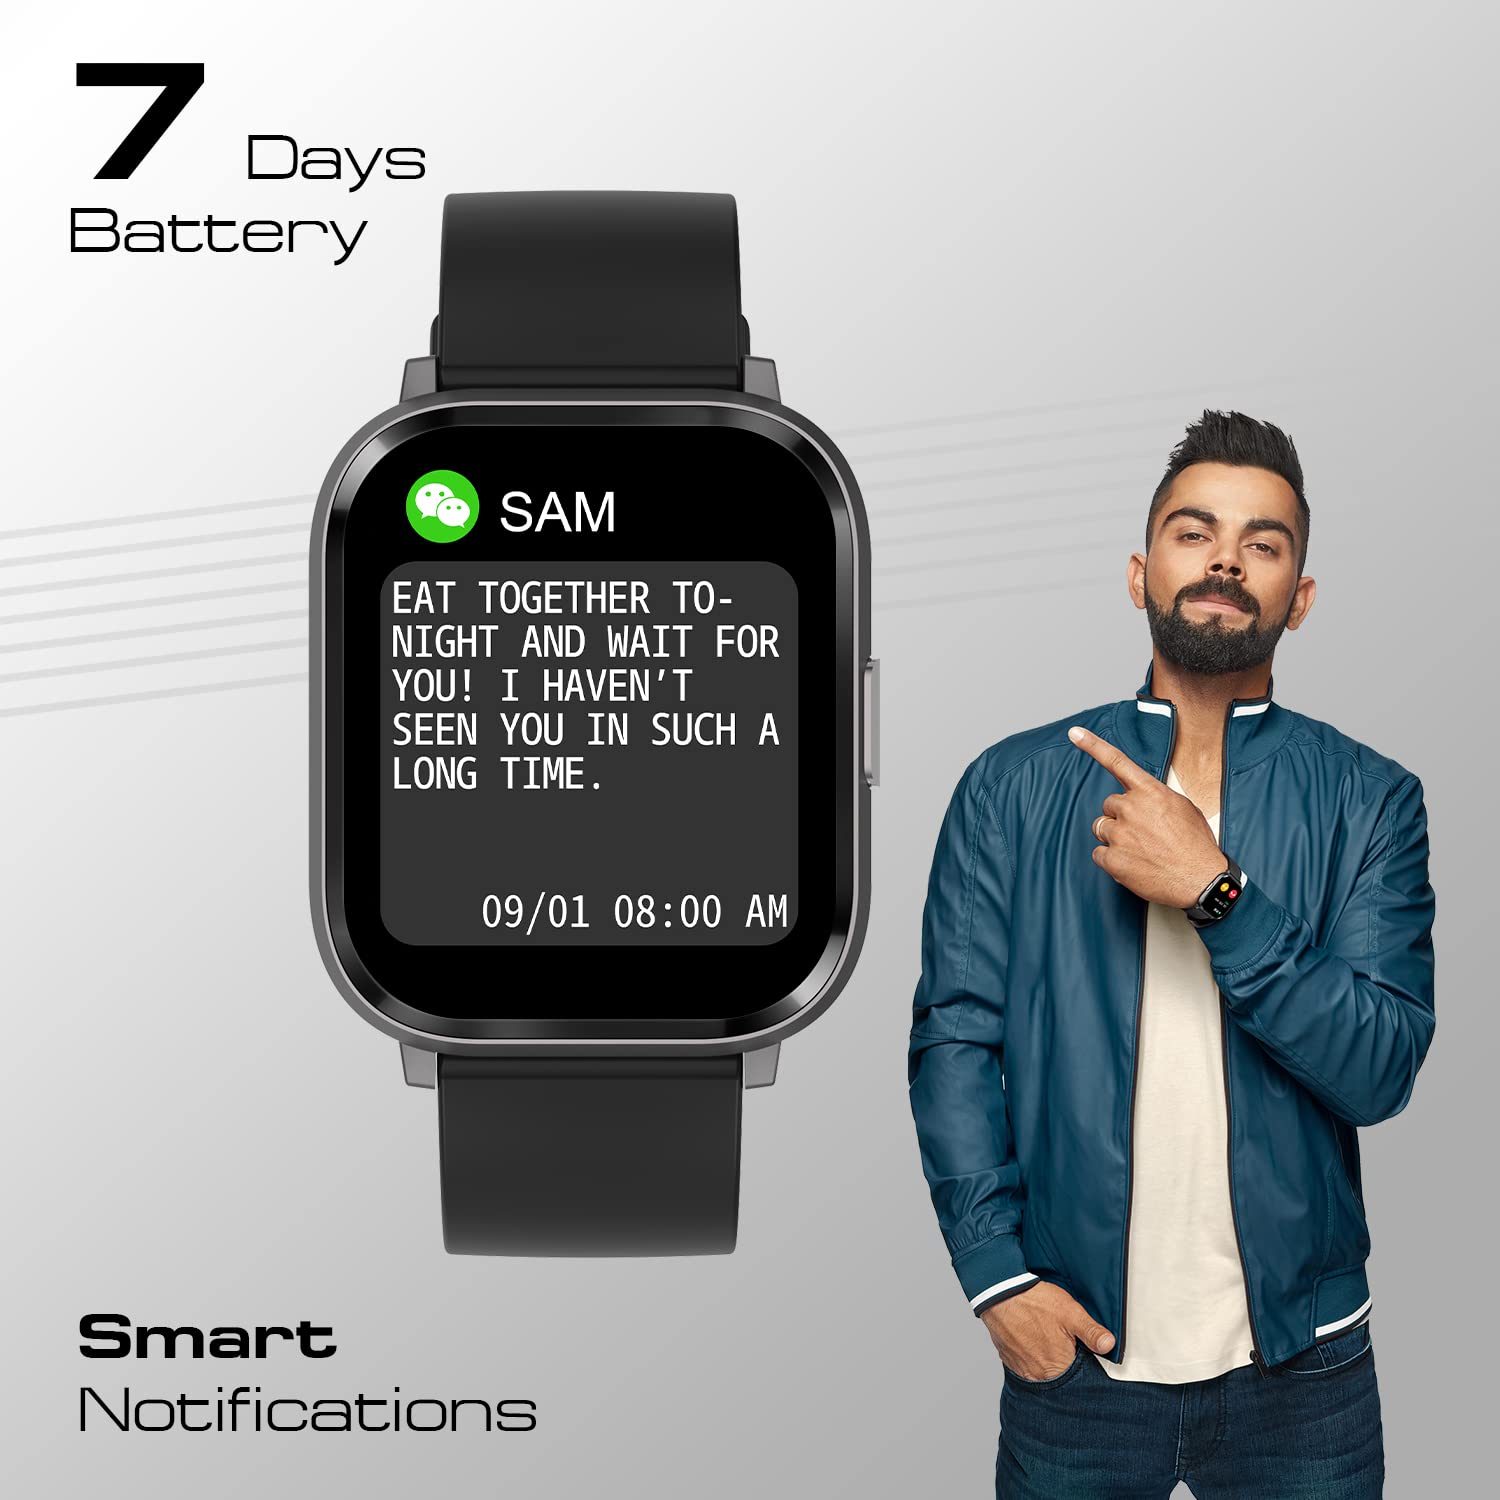 7 Days
Battery
SAM
EAT TOGETHER TO-
NIGHT AND WAIT FOR
YOU! I HAVEN'T
SEEN YOU IN SUCH A
LONG TIME.
09/01 08:00 AM
Smart
Notifications